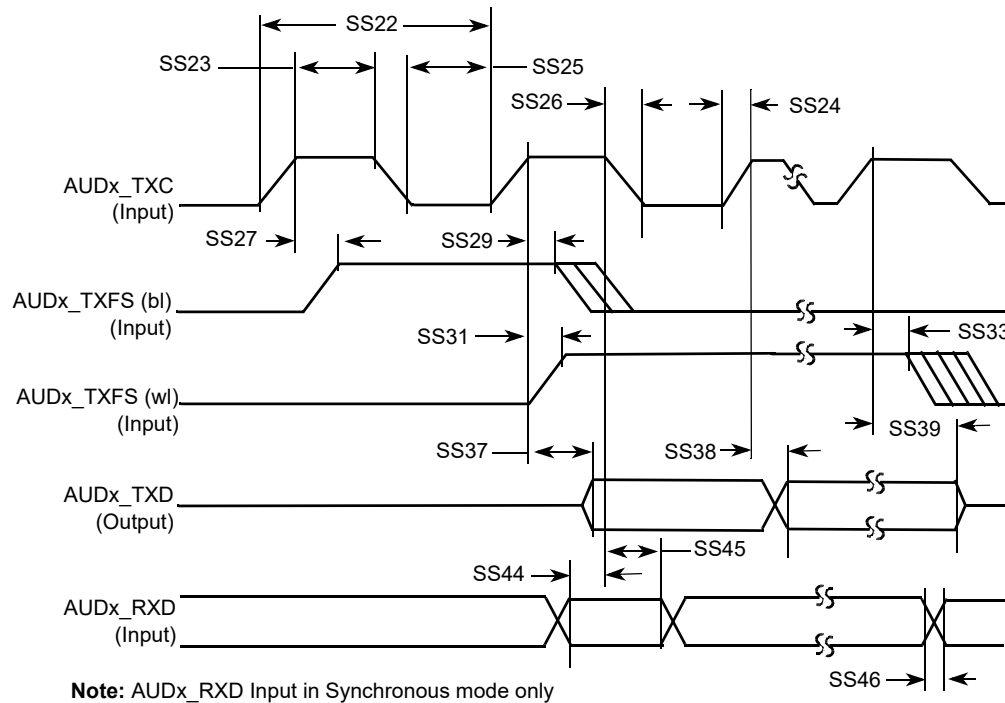 SS22
SS23
SS25
SS26
SS24
AUDx_TXC
(Input)
SS27
SS29
AUDx_TXFS (bl)
(Input)
SS31
SS33
AUDx_TXFS (wl)
(Input)
SS39
SS37
SS38
AUDx_TXD
(Output)
SS45
SS44
AUDx_RXD
(Input)
SS46
Note: AUDx_RXD Input in Synchronous mode only